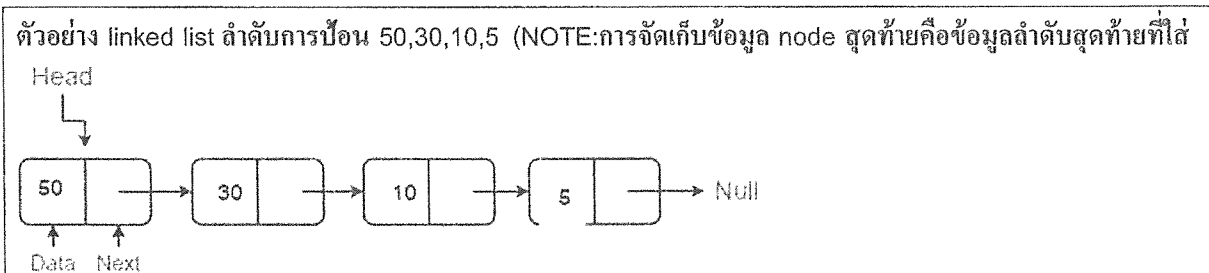 ตัวอย่าง linked list ลำดับการป้อน 50,30,10,5 (NOTE:การจัดเก็บข้อมูล node สุดท้ายคือข้อมูลลำดับสุดท้ายที่ใส่
Head
50 30 10 5 Null
Data Next